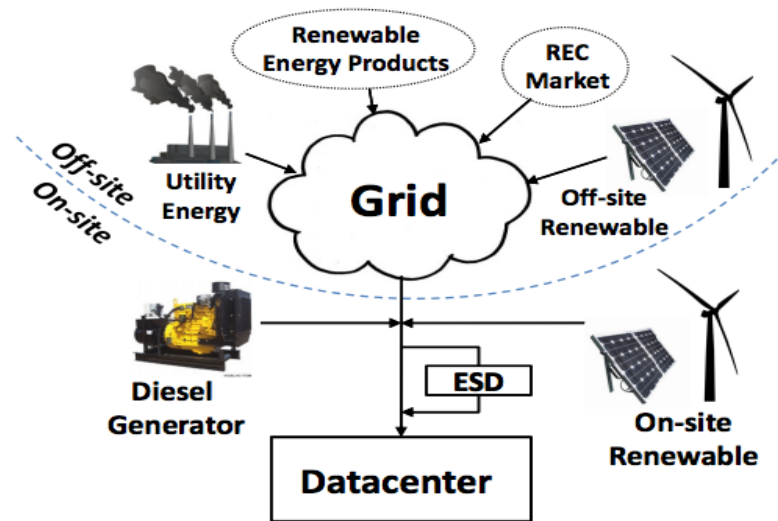 Renewable
Energy Products
REC
Market
Off-site
On-site
Utility
Energy
Grid
Off-site
Renewable
Diesel
Generator
ESD
On-site
Renewable
Datacenter